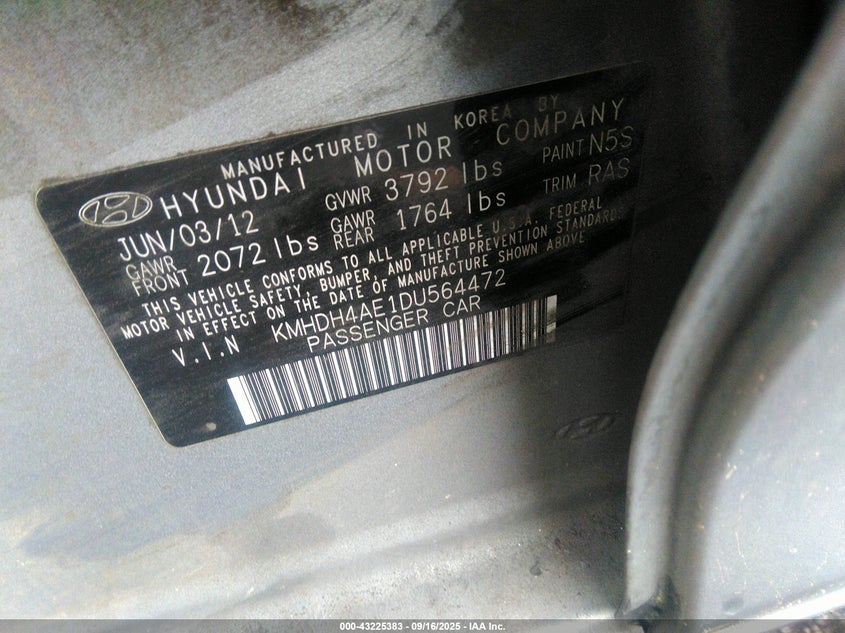 MANUFACTURED IN KOREA BY
HYUNDAI MOTOR COMPANY
JUN/03/12 GVWR 3792 lbs PAINT N5S
GAWR FRONT 2072 lbs GAWR REAR 1764 lbs TRIM RAS
THIS VEHICLE CONFORMS TO ALL APPLICABLE U.S.A. FEDERAL
MOTOR VEHICLE SAFETY, BUMPER, AND THEFT PREVENTION STANDARDS
IN EFFECT ON THE DATE OF MANUFACTURE SHOWN ABOVE
V.I.N KMHDH4AE1DU564472
PASSENGER CAR
000-43225383 - 09/16/2025 - IAA Inc.